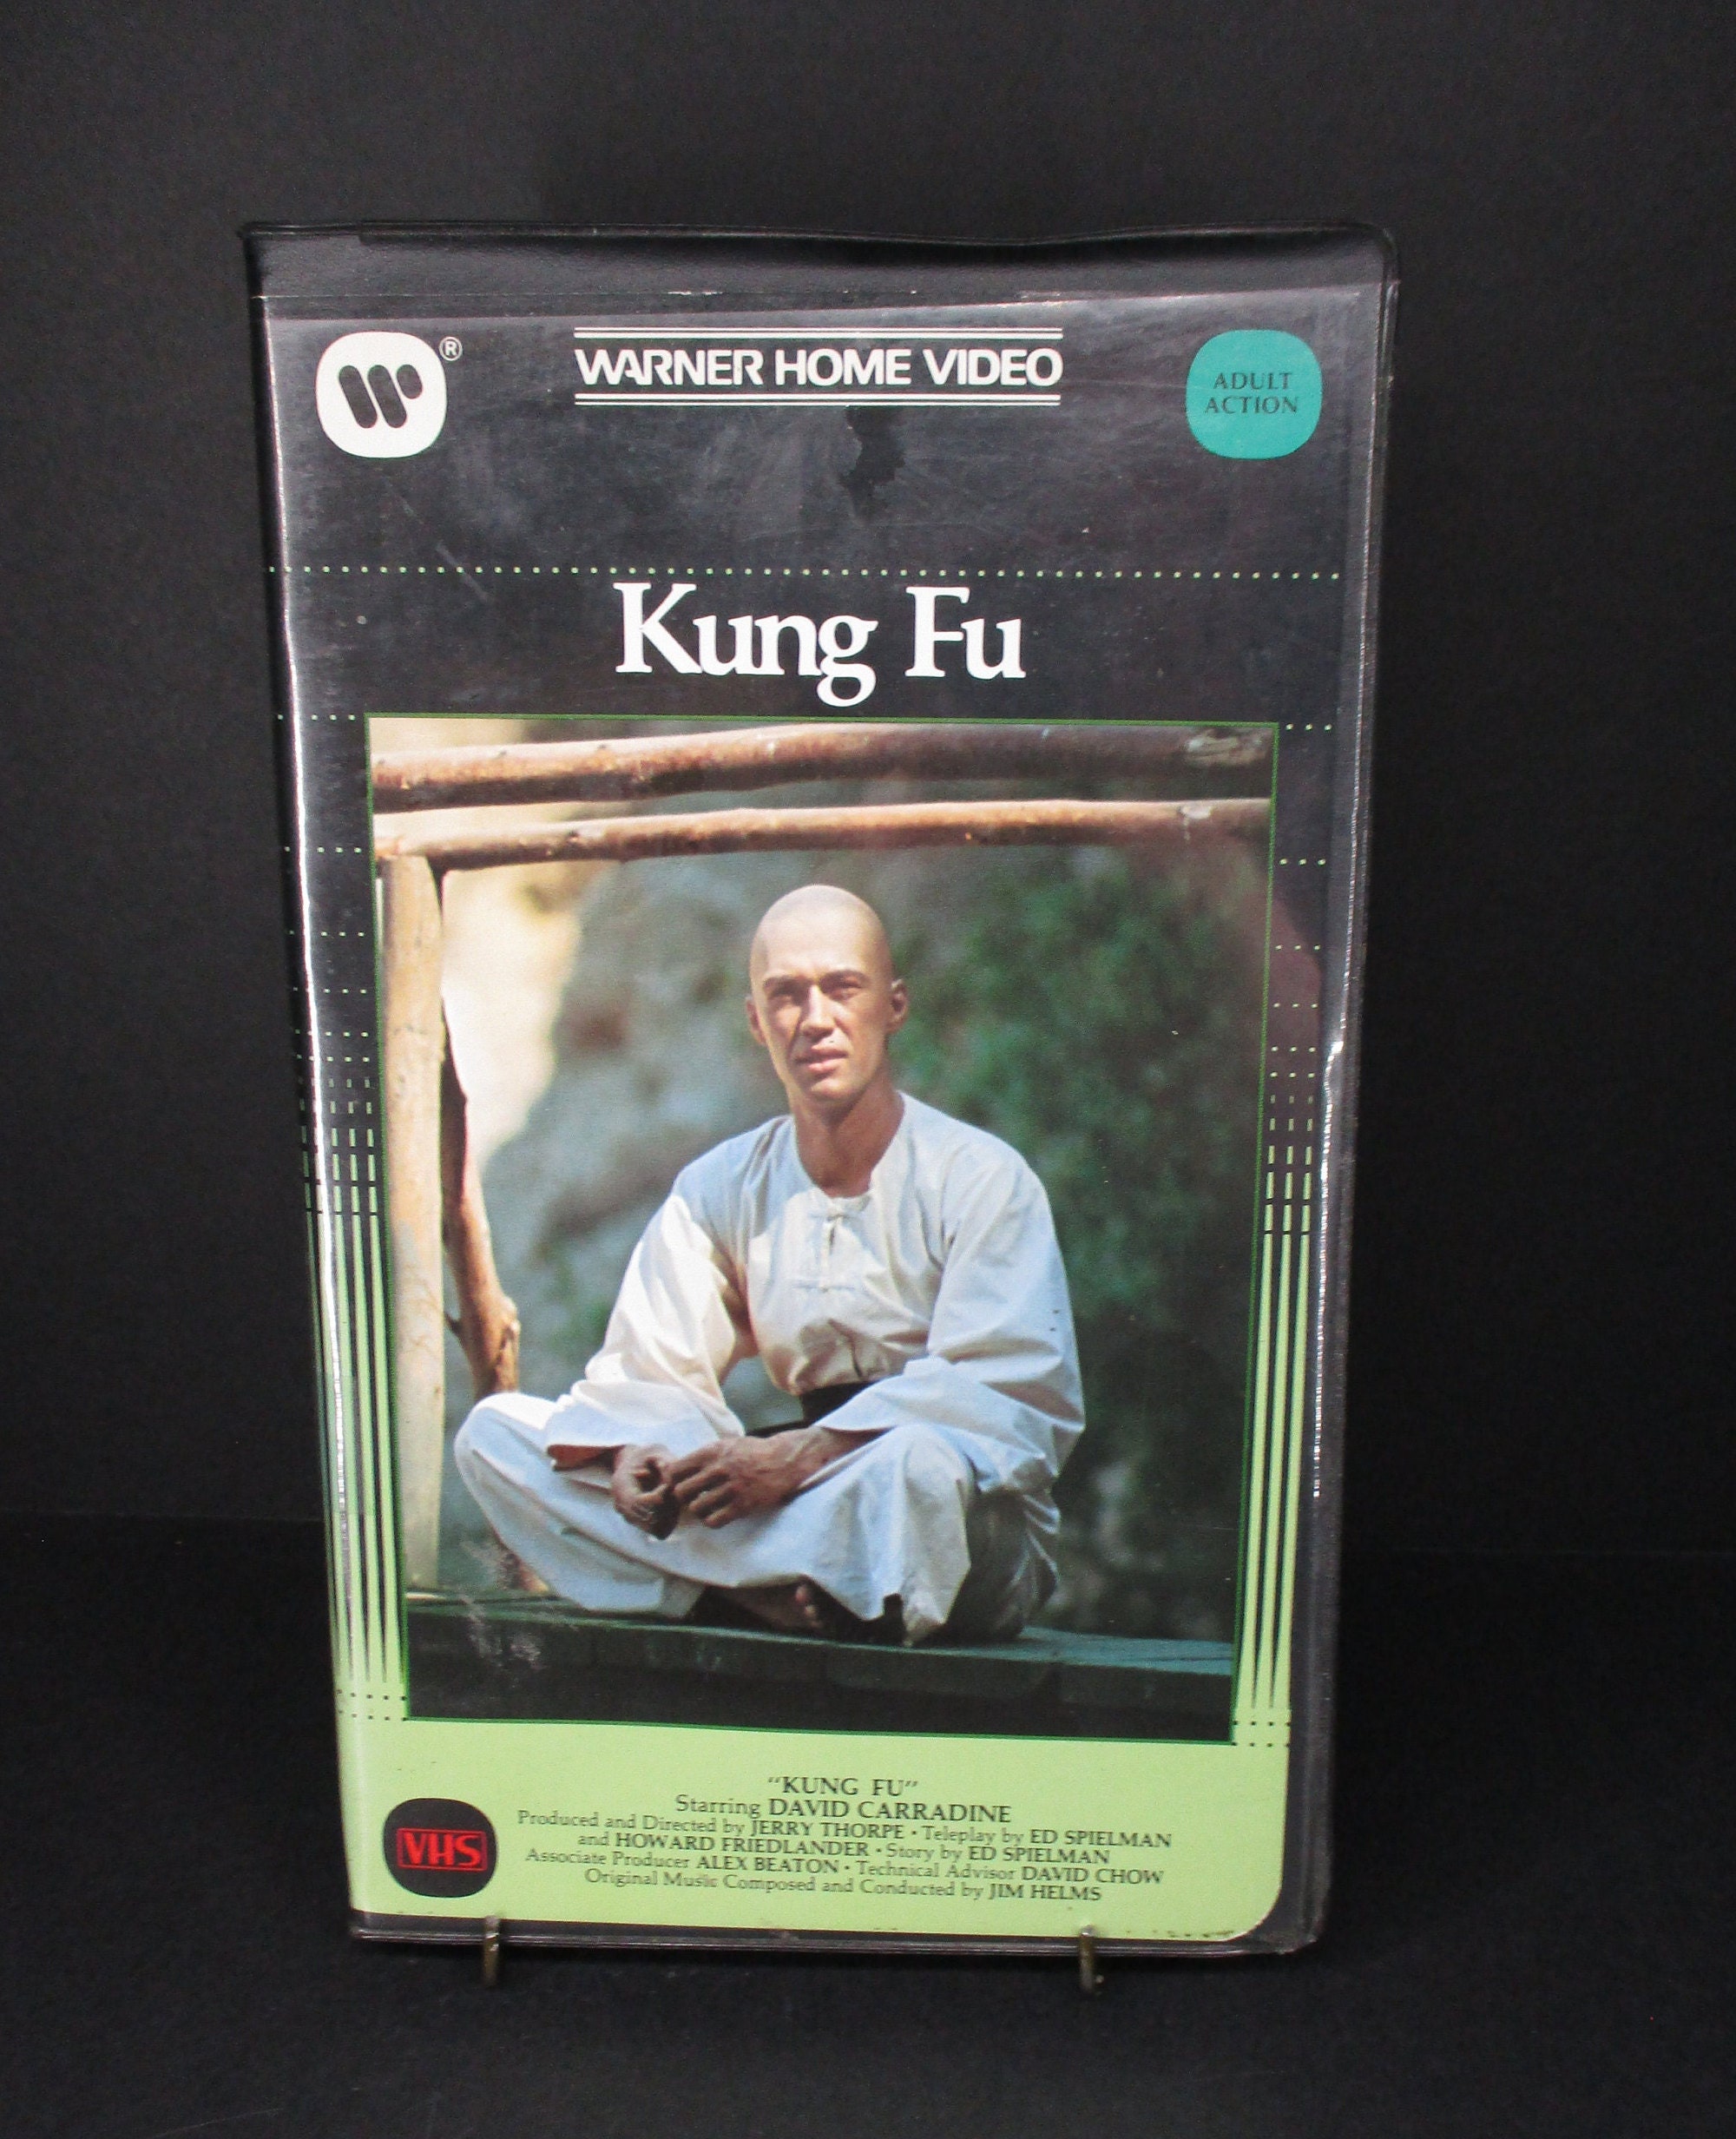 ®
WARNER HOME VIDEO
ADULT
ACTION
Kung Fu
"KUNG FU"
Starring DAVID CARRADINE
Produced and Directed by JERRY THORPE • Teleplay by ED SPIELMAN
and HOWARD FRIEDLANDER • Story by ED SPIELMAN
Associate Producer ALEX BEATON • Technical Advisor DAVID CHOW
Original Music Composed and Conducted by JIM HELMS
VHS